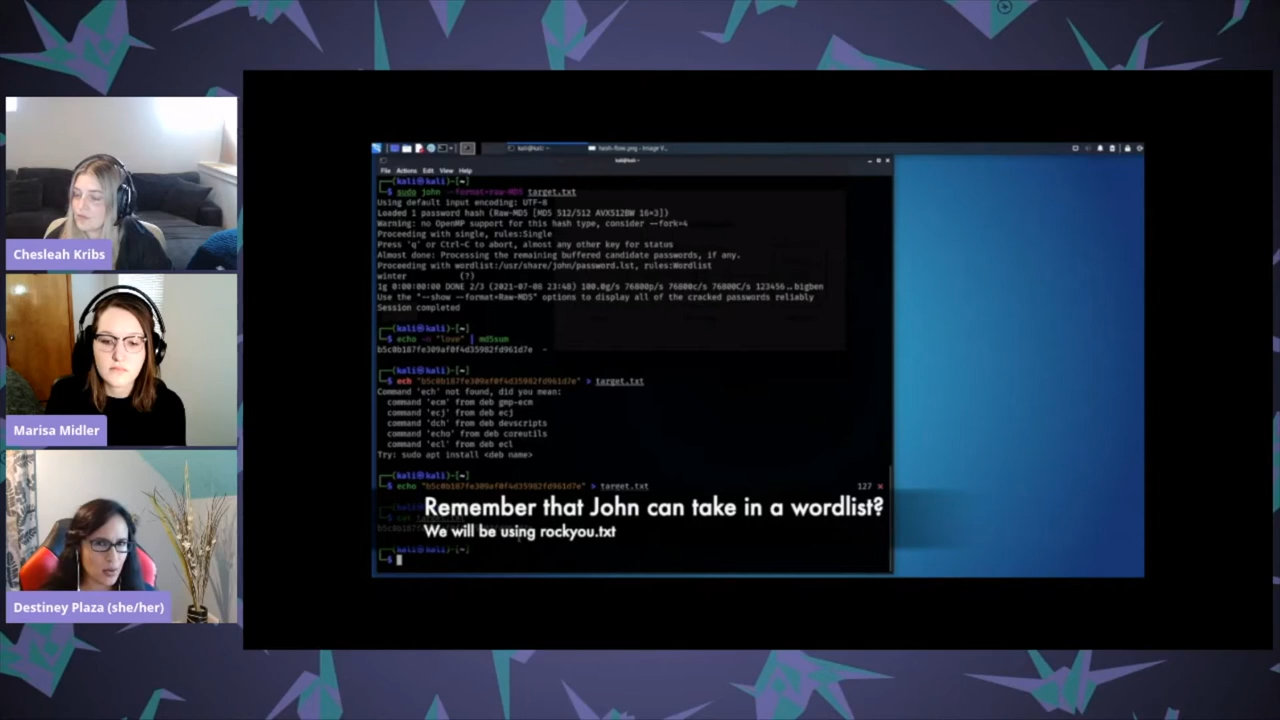 Chesleah Kribs
Marisa Midler
Destiney Plaza (she/her)
kali@kali: ~
hash-flow.png - Image V...
kali@kali: ~
File Actions Edit View Help
(kali㉿kali)-[~]
$ sudo john --format=raw-MD5 target.txt
Using default input encoding: UTF-8
Loaded 1 password hash (Raw-MD5 [MD5 512/512 AVX512BW 16×3])
Warning: no OpenMP support for this hash type, consider --fork=4
Proceeding with single, rules:Single
Press 'q' or Ctrl-C to abort, almost any other key for status
Almost done: Processing the remaining buffered candidate passwords, if any.
Proceeding with wordlist:/usr/share/john/password.lst, rules:Wordlist
winter (?)
1g 0:00:00:00 DONE 2/3 (2021-07-06 23:48) 100.0g/s 76800p/s 76800c/s 76800C/s 123456..bigben
Use the "--show --format=Raw-MD5" options to display all of the cracked passwords reliably
Session completed
(kali㉿kali)-[~]
$ echo -n "love" | md5sum
b5c0b187fe309af0f4d35982fd961d7e -
(kali㉿kali)-[~]
$ ech "b5c0b187fe309af0f4d35982fd961d7e" > target.txt
Command 'ech' not found, did you mean:
command 'ecm' from deb gmp-ecm
command 'ecj' from deb ecj
command 'dch' from deb devscripts
command 'echo' from deb coreutils
command 'ecl' from deb ecl
Try: sudo apt install <deb name>
(kali㉿kali)-[~]
$ echo "b5c0b187fe309af0f4d35982fd961d7e" > target.txt 127 ⨯
Remember that John can take in a wordlist?
We will be using rockyou.txt
(kali㉿kali)-[~]
$